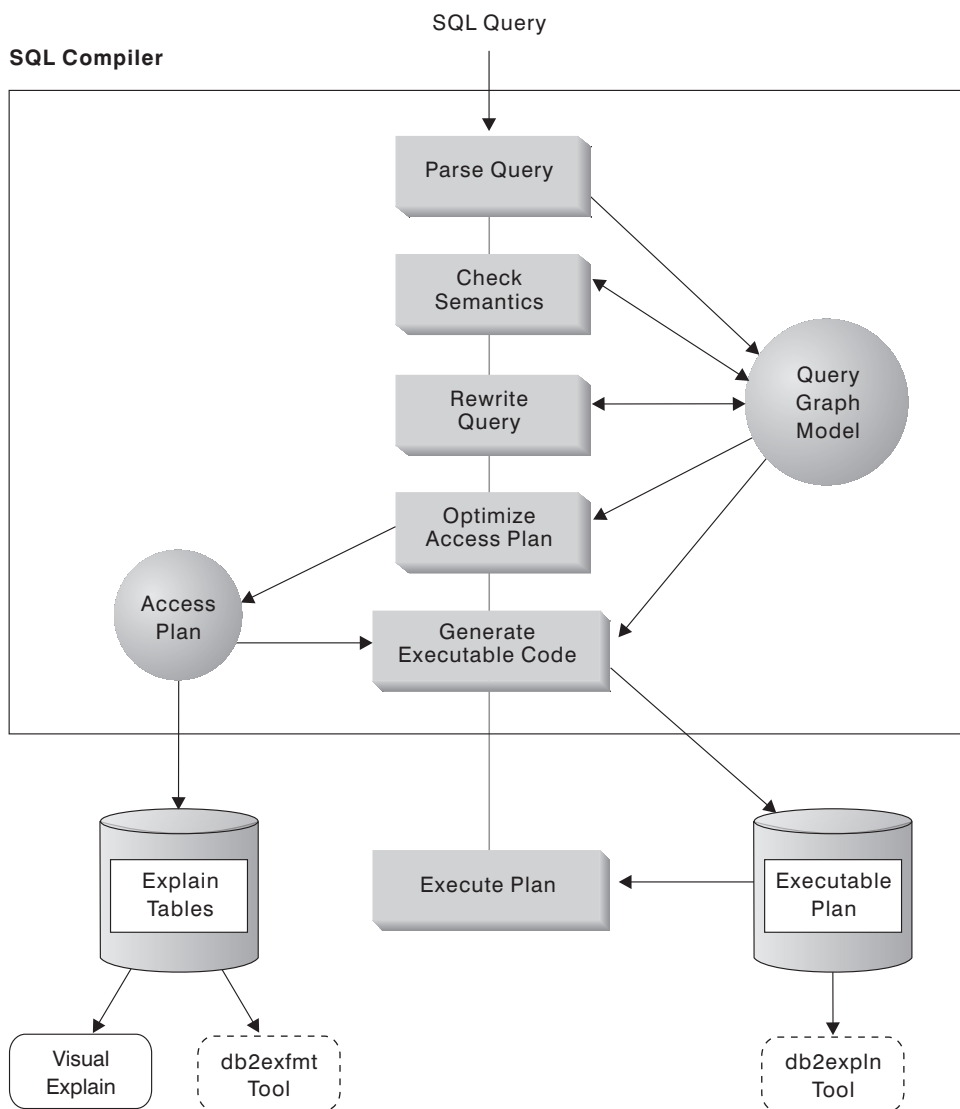 SQL Query
SQL Compiler
Parse Query
Check
Semantics
Query
Graph
Model
Rewrite
Query
Optimize
Access Plan
Access
Plan
Generate
Executable Code
Explain
Tables
Execute Plan
Executable
Plan
Visual
Explain
db2exfmt
Tool
db2expln
Tool